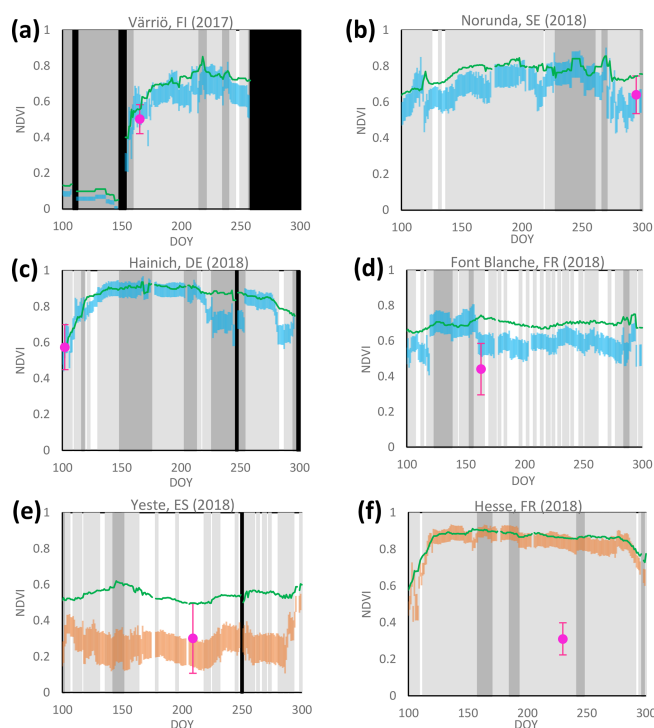 (a) Värriö, FI (2017)
1
0.8
0.6
0.4
0.2
0
NDVI
100 150 200 250 300
DOY
(b) Norunda, SE (2018)
1
0.8
0.6
0.4
0.2
0
NDVI
100 150 200 250 300
DOY
(c) Hainich, DE (2018)
1
0.8
0.6
0.4
0.2
0
NDVI
100 150 200 250 300
DOY
(d) Font Blanche, FR (2018)
1
0.8
0.6
0.4
0.2
0
NDVI
100 150 200 250 300
DOY
(e) Yeste, ES (2018)
1
0.8
0.6
0.4
0.2
0
NDVI
100 150 200 250 300
DOY
(f) Hesse, FR (2018)
1
0.8
0.6
0.4
0.2
0
NDVI
100 150 200 250 300
DOY